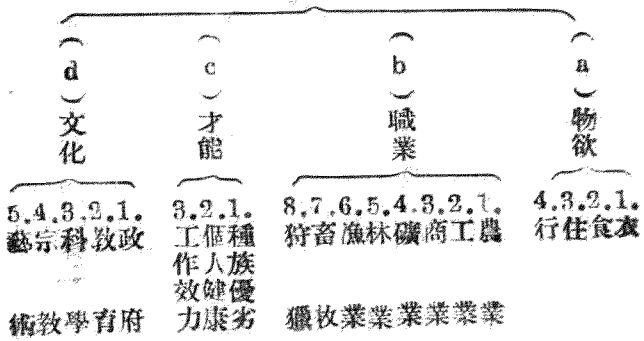 (a)物欲
1.衣
2.食
3.住
4.行
(b)職業
1.農業
2.工業
3.商業
4.礦業
5.林業
6.漁業
7.畜牧
8.狩獵
(c)才能
1.種族優劣
2.個人健康
3.工作效力
(d)文化
1.政府
2.教育
3.科學
4.宗教
5.藝術